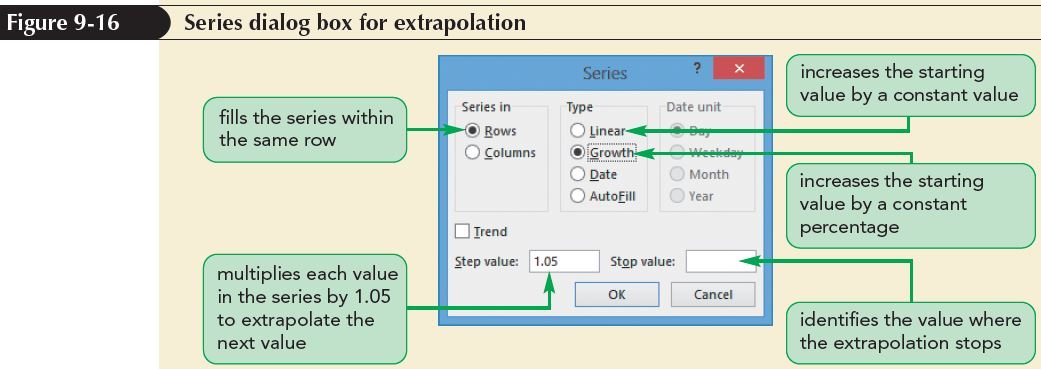 Figure 9-16
Series dialog box for extrapolation
fills the series within
the same row
multiplies each value
in the series by 1.05
to extrapolate the
next value
Series
?
×
Series in
Rows
Columns
Type
Linear
Growth
Date
AutoFill
Date unit
Day
Weekday
Month
Year
Trend
Step value: 1.05
Stop value:
OK
Cancel
increases the starting
value by a constant value
increases the starting
value by a constant
percentage
identifies the value where
the extrapolation stops